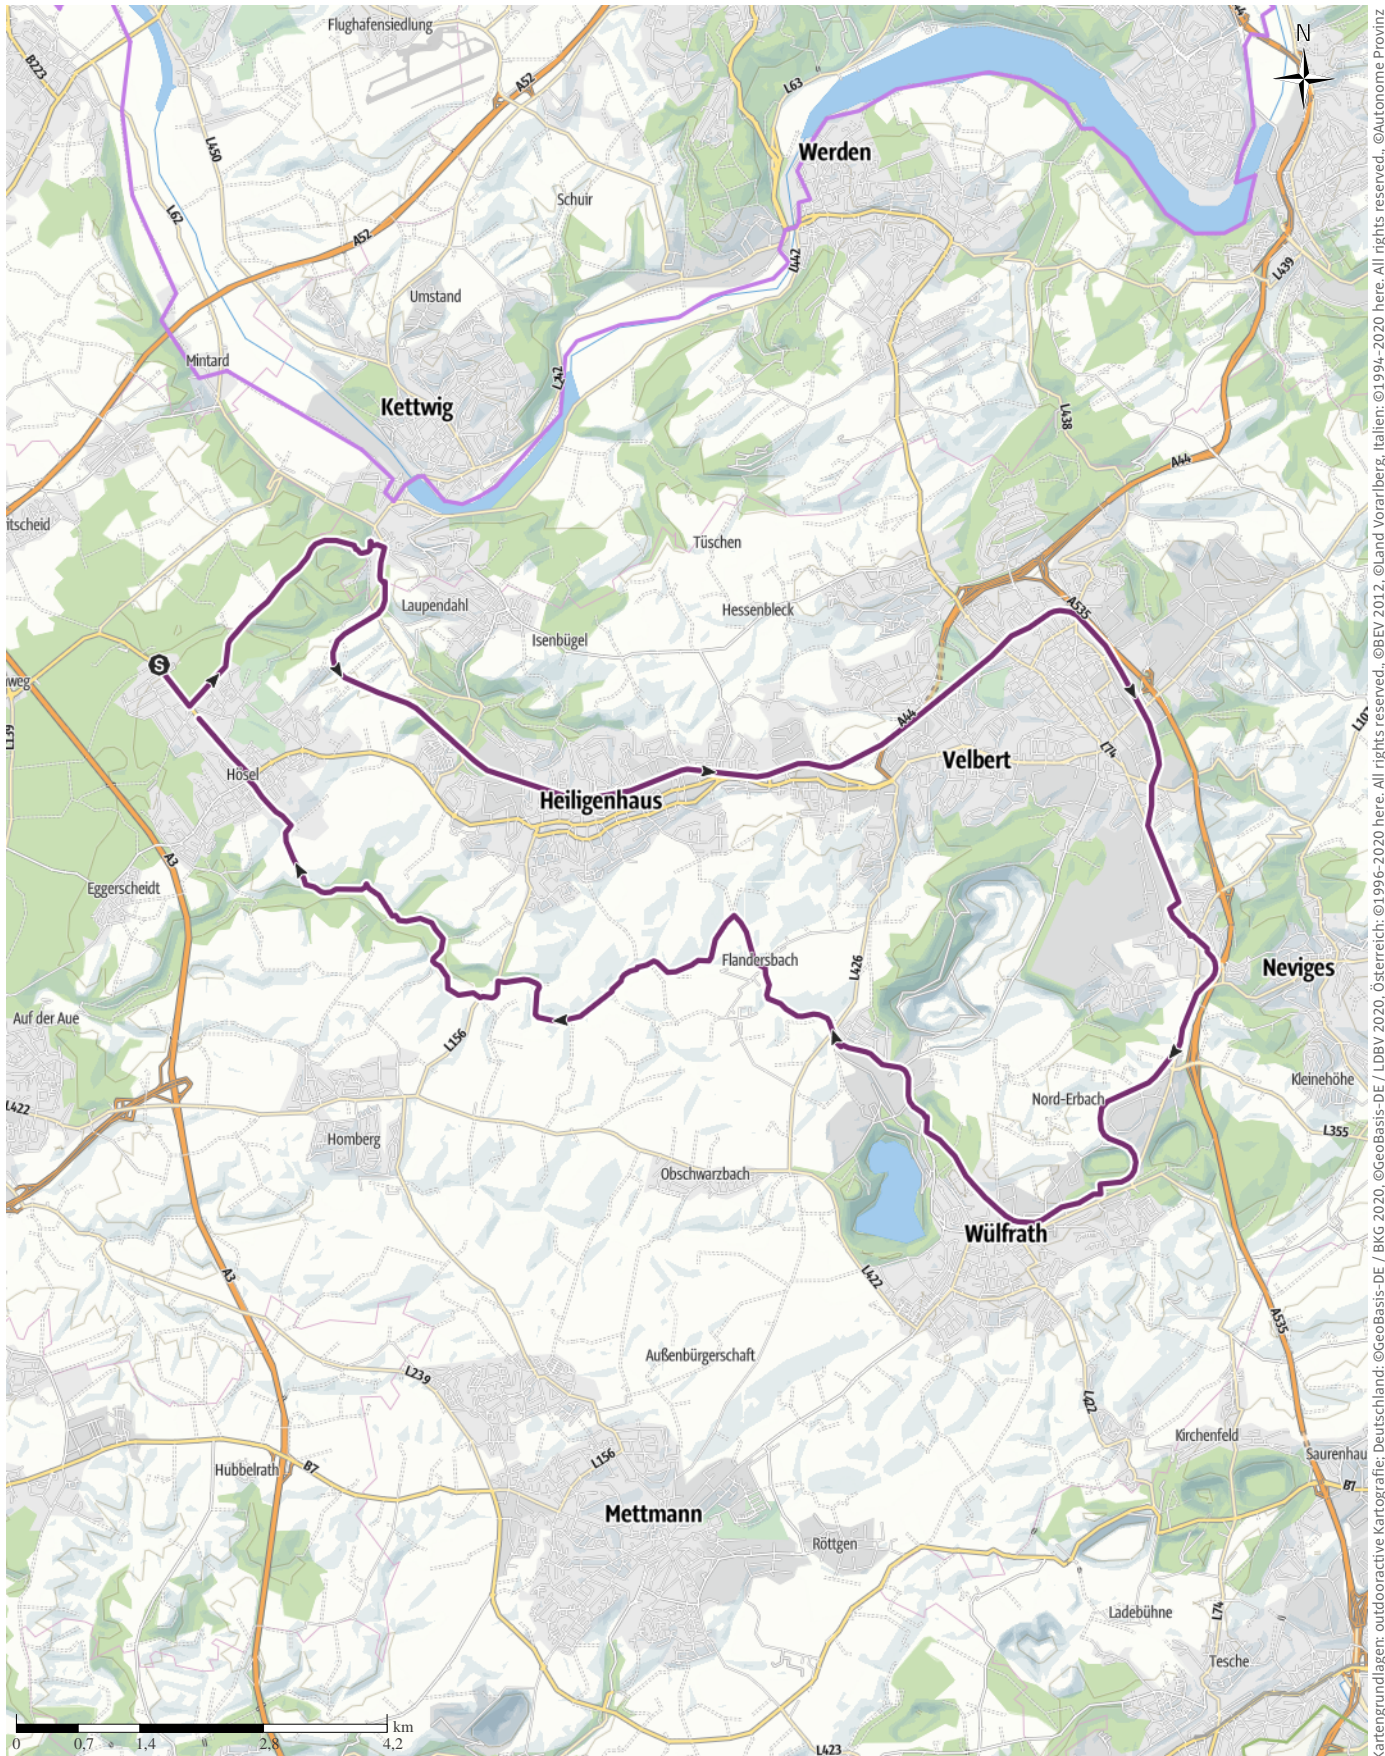 Flughafensiedlung
N
B223
A52
L63
A44
L450
Werden
Schuir
L62
A52
L442
L439
Umstand
Mintard
L242
Kettwig
L438
A44
itscheid
Tüschen
Laupendahl
Hessenbleck
A535
Isenbügel
S
nweg
A44
L139
L74
Velbert
Hösel
Heiligenhaus
A3
Eggerscheidt
Flandersbach
L426
Neviges
Auf der Aue
L156
Kleinehöhe
Nord-Erbach
L422
L355
Homberg
Obschwarzbach
Wülfrath
A3
L422
A535
Außenbürgerschaft
L239
L422
Kirchenfeld
Saurenhau
L156
Hubbelrath
B7
B7
Mettmann
Röttgen
Ladebühne
L74
Tesche
km
0 0,7 1,4 2,8 4,2
L423
artengrundlagen: outdooractive Kartografie; Deutschland: ©GeoBasis-DE / BKG 2020, ©GeoBasis-DE / LDBV 2020, Österreich: ©1996-2020 here. All rights reserved., ©BEV 2012, ©Land Vorarlberg, Italien: ©1994-2020 here. All rights reserved., ©Autonome Provinz